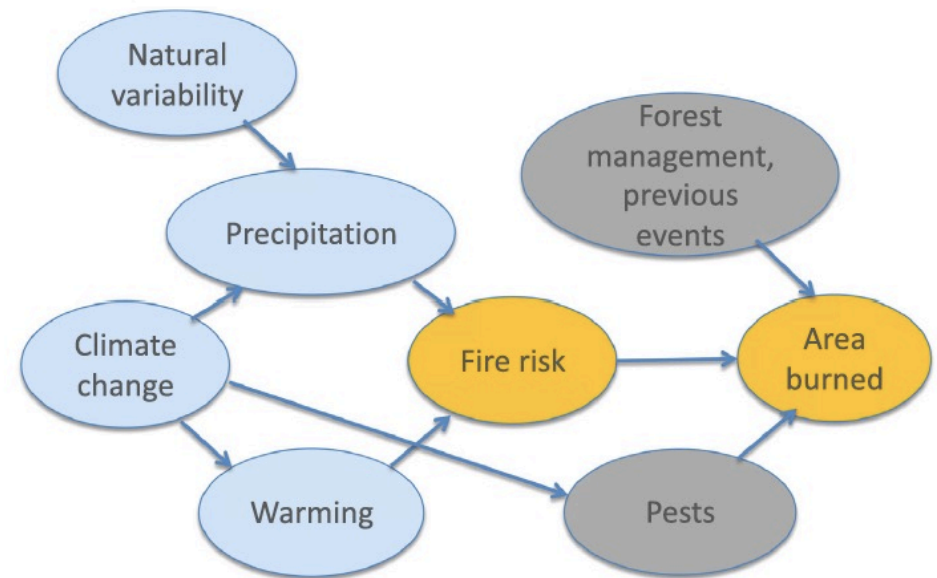 Natural
variability
Forest
management,
previous
events
Precipitation
Climate
change
Fire risk
Area
burned
Warming
Pests